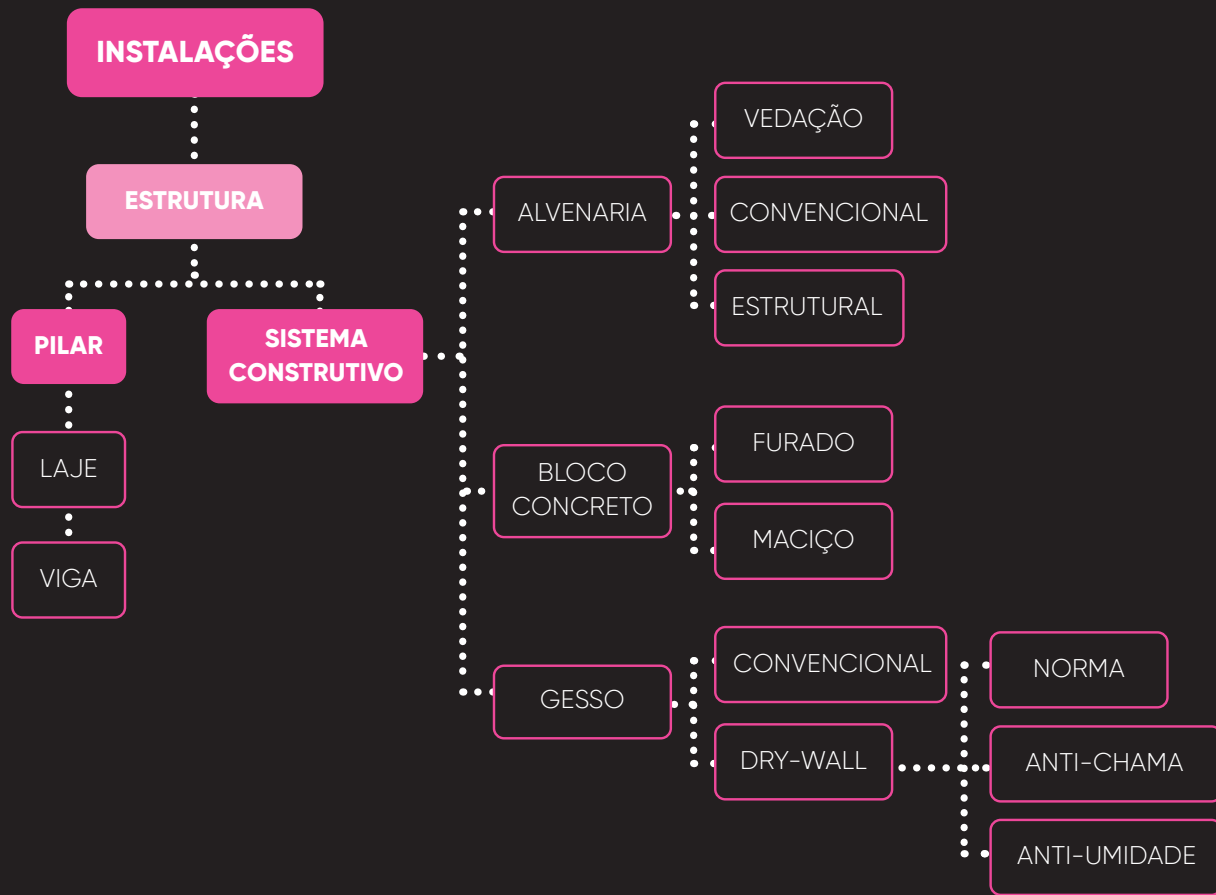 INSTALAÇÕES
ESTRUTURA
PILAR
LAJE
VIGA
SISTEMA
CONSTRUTIVO
ALVENARIA
VEDAÇÃO
CONVENCIONAL
ESTRUTURAL
BLOCO
CONCRETO
FURADO
MACIÇO
GESSO
CONVENCIONAL
DRY-WALL
NORMA
ANTI-CHAMA
ANTI-UMIDADE